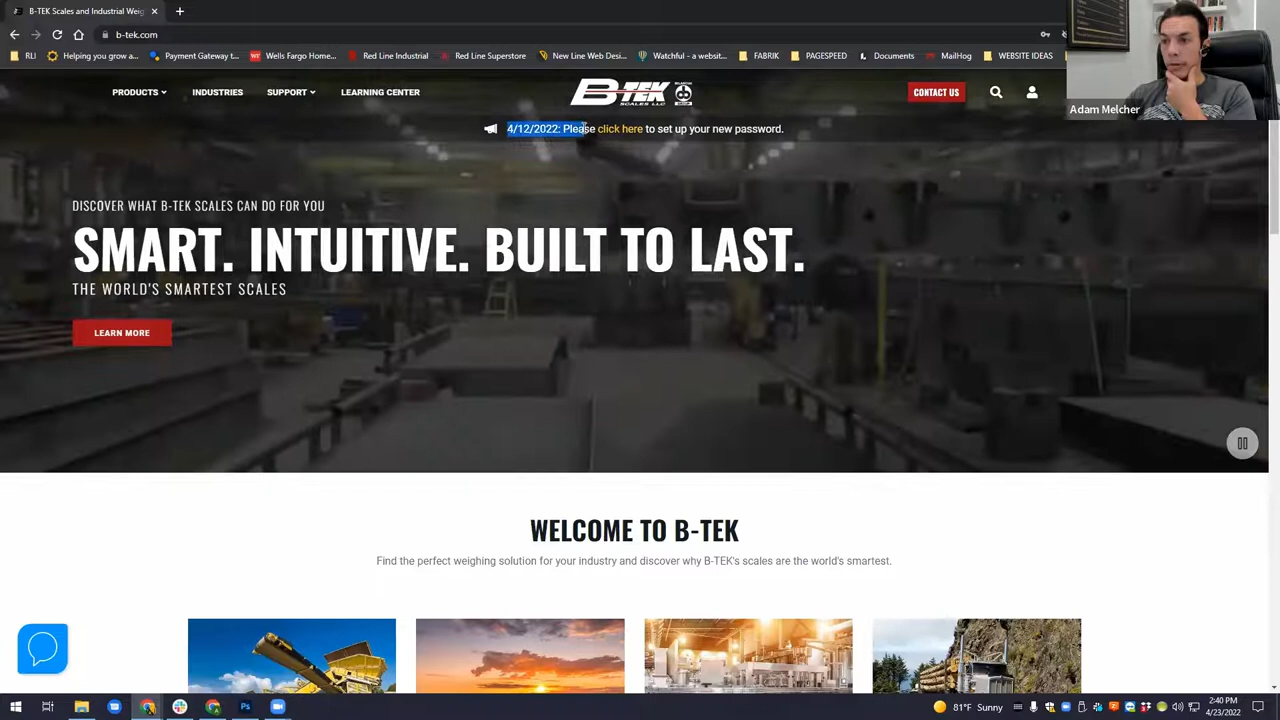 B-TEK Scales and Industrial Weig
b-tek.com
RLI
Helping you grow a...
Payment Gateway t...
Wells Fargo Home...
Red Line Industrial...
Rental Superstore
New Line Web Desi...
Watchful - a websit...
FABRIK
PAGESPEED
Documents
MailHog
WEBSITE IDEAS
Adam Melcher
PRODUCTS
INDUSTRIES
SUPPORT
LEARNING CENTER
B-TEK
SCALES LLC
CONTACT US
4/12/2022: Please click here to set up your new password.
DISCOVER WHAT B-TEK SCALES CAN DO FOR YOU
SMART. INTUITIVE. BUILT TO LAST.
THE WORLD'S SMARTEST SCALES
LEARN MORE
WELCOME TO B-TEK
Find the perfect weighing solution for your industry and discover why B-TEK's scales are the world's smartest.
81°F Sunny
2:40 PM
4/23/2022